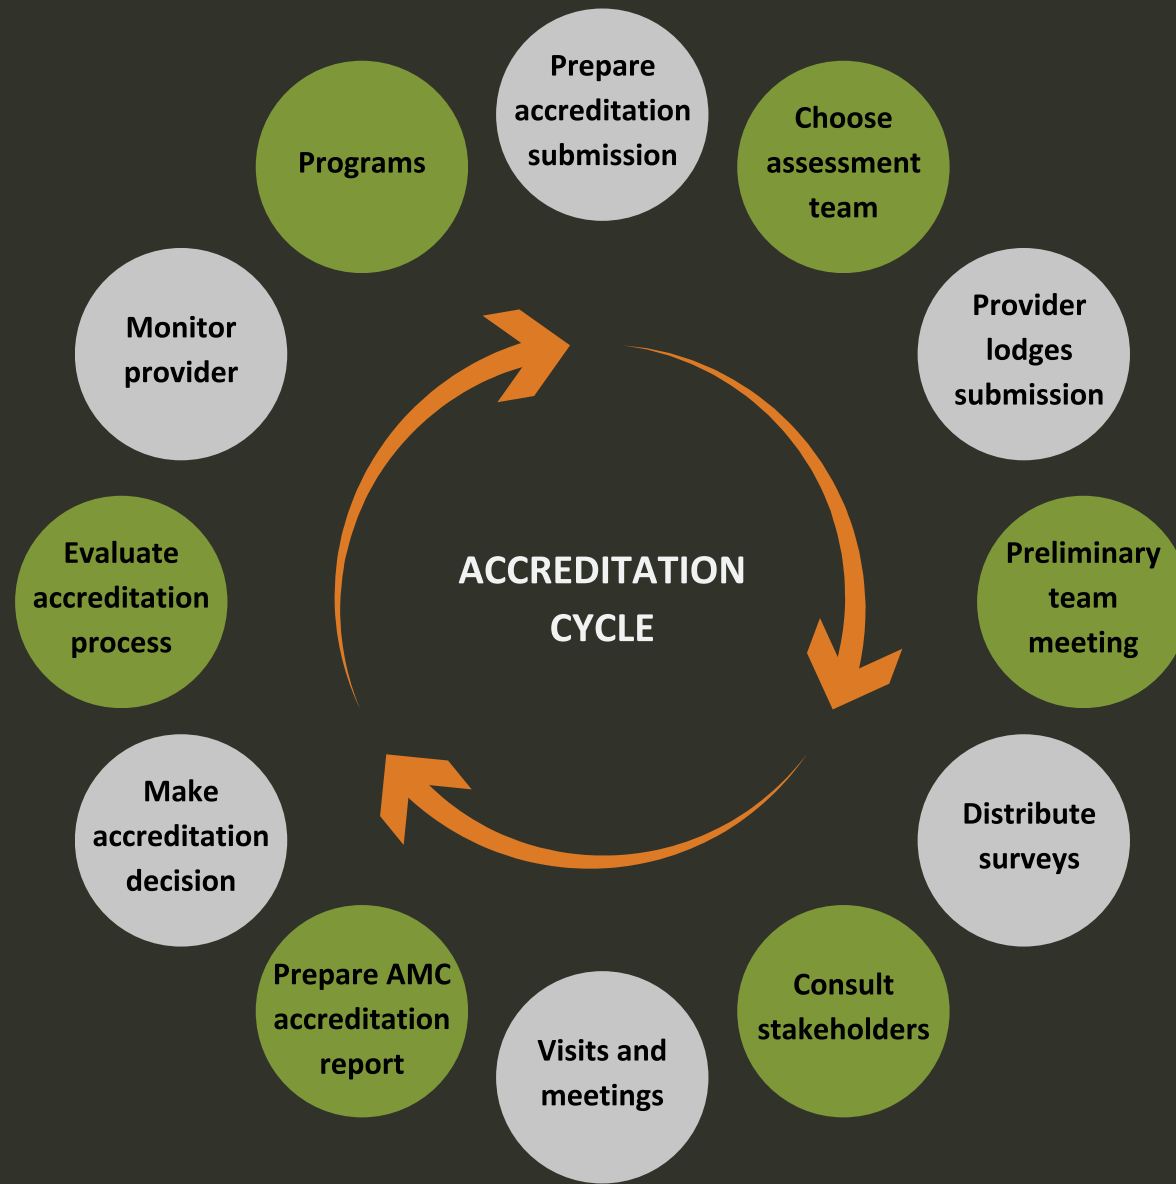 Prepare
accreditation
submission
Choose
assessment
team
Provider
lodges
submission
Preliminary
team
meeting
Distribute
surveys
Consult
stakeholders
Visits and
meetings
Prepare AMC
accreditation
report
Make
accreditation
decision
Evaluate
accreditation
process
Monitor
provider
Programs
ACCREDITATION
CYCLE